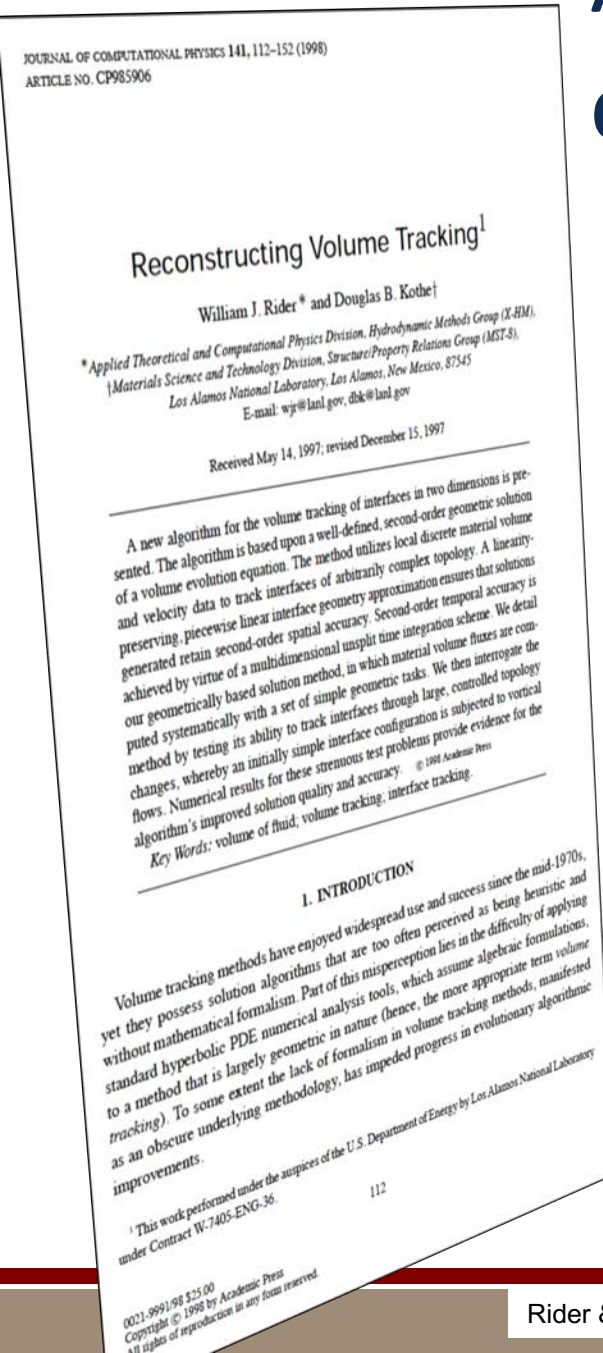 JOURNAL OF COMPUTATIONAL PHYSICS 141, 112–152 (1998)
ARTICLE NO. CP985906
Reconstructing Volume Tracking¹
William J. Rider* and Douglas B. Kothe†
*Applied Theoretical and Computational Physics Division, Hydrodynamic Methods Group (X-HM),
†Materials Science and Technology Division, Structure/Property Relations Group (MST-8),
Los Alamos National Laboratory, Los Alamos, New Mexico, 87545
E-mail: wjr@lanl.gov, dbk@lanl.gov
Received May 14, 1997; revised December 15, 1997
A new algorithm for the volume tracking of interfaces in two dimensions is pre-
sented. The algorithm is based upon a well-defined, second-order geometric solution
of a volume evolution equation. The method utilizes local discrete material volume
and velocity data to track interfaces of arbitrarily complex topology. A linearity-
preserving, piecewise linear interface geometry approximation ensures that solutions
generated retain second-order spatial accuracy. Second-order temporal accuracy is
achieved by virtue of a multidimensional unsplit time integration scheme. We detail
our geometrically based solution method, in which material volume fluxes are com-
puted systematically with a set of simple geometric tasks. We then interrogate the
method by testing its ability to track interfaces through large, controlled topology
changes, whereby an initially simple interface configuration is subjected to vortical
flows. Numerical results for these strenuous test problems provide evidence for the
algorithm's improved solution quality and accuracy. © 1998 Academic Press
Key Words: volume of fluid; volume tracking; interface tracking.
1. INTRODUCTION
Volume tracking methods have enjoyed widespread use and success since the mid-1970s,
yet they possess solution algorithms that are too often perceived as being heuristic and
without mathematical formalism. Part of this misperception lies in the difficulty of applying
standard hyperbolic PDE numerical analysis tools, which assume algebraic formulations,
to a method that is largely geometric in nature (hence, the more appropriate term volume
tracking). To some extent the lack of formalism in volume tracking methods, manifested
as an obscure underlying methodology, has impeded progress in evolutionary algorithmic
improvements.
¹ This work performed under the auspices of the U.S. Department of Energy by Los Alamos National Laboratory
under Contract W-7405-ENG-36.
112
0021-9991/98 $25.00
Copyright © 1998 by Academic Press
All rights of reproduction in any form reserved.
Rider &